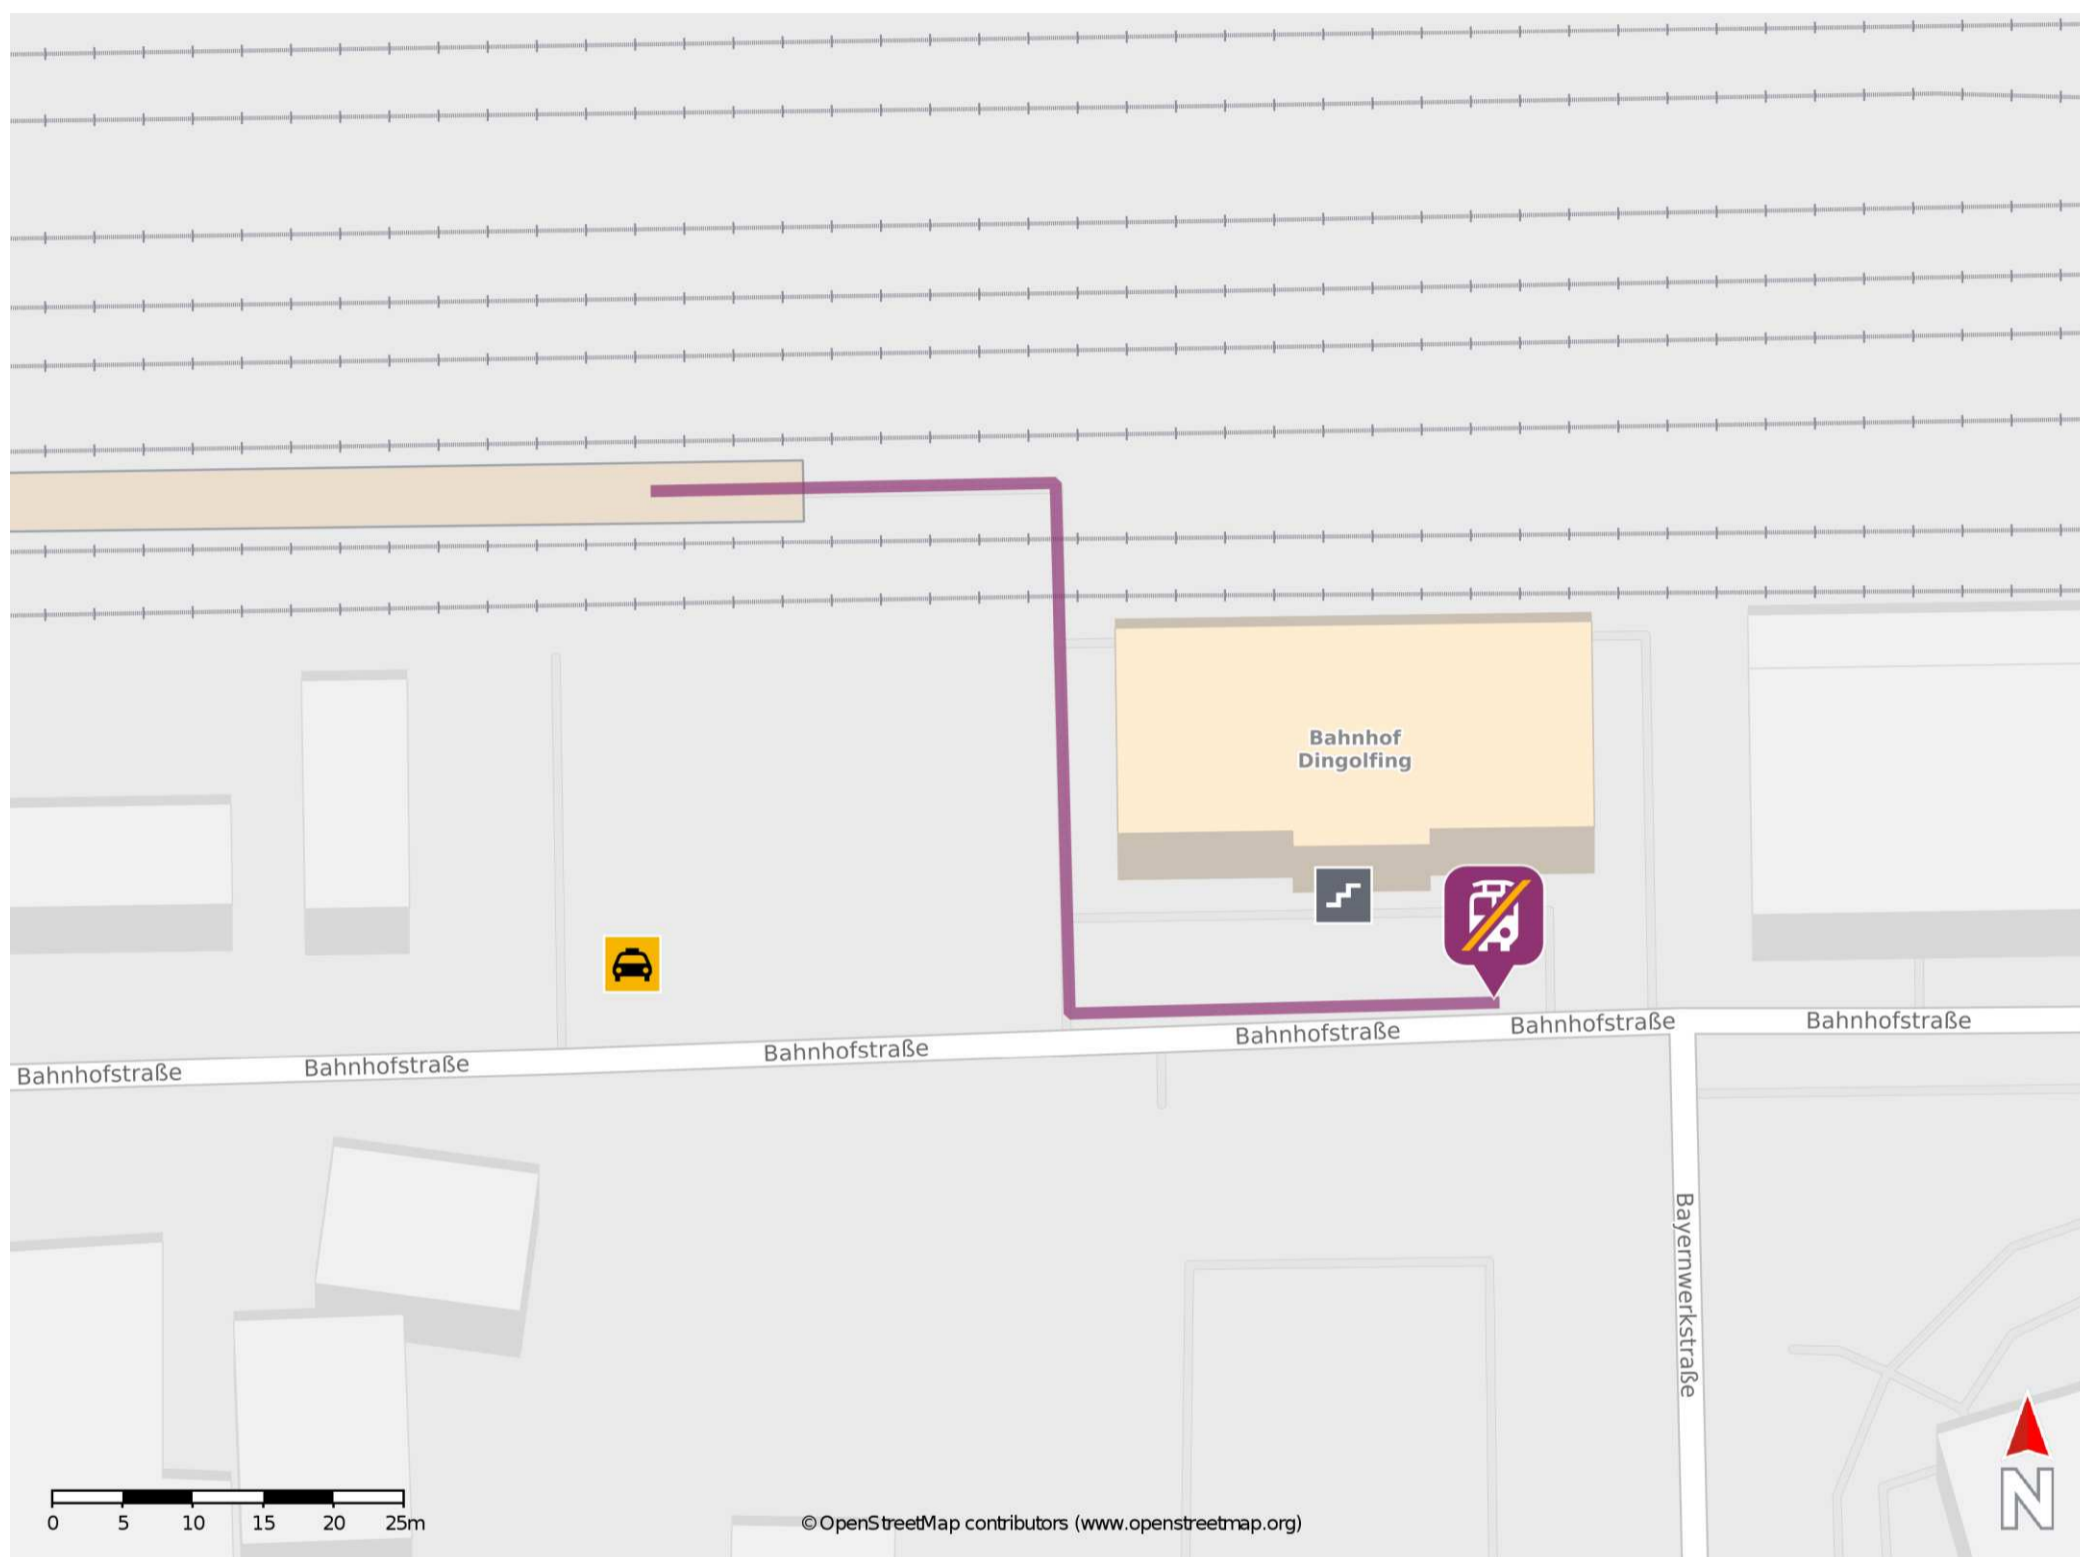 Bahnhof
Dingolfing
Bahnhofstraße
Bahnhofstraße
Bahnhofstraße
Bahnhofstraße
Bahnhofstraße
Bahnhofstraße
Bayernwerkstraße
N
0 5 10 15 20 25m
©OpenStreetMap contributors (www.openstreetmap.org)